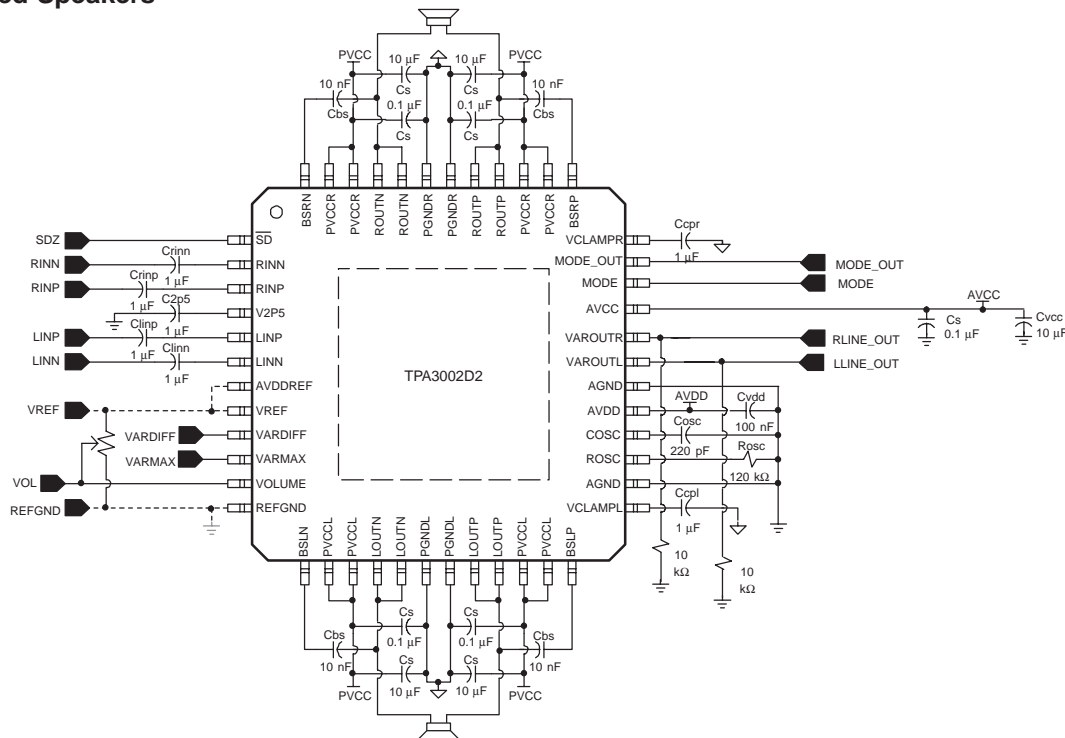 PVCC 10 µF 10 µF PVCC
10 nF Cs Cs 10 nF
Cbs 0.1 µF 0.1 µF Cbs
Cs Cs
BSRN PVCCR PVCCR ROUTN ROUTN PGNDR PGNDR ROUTP ROUTP PVCCR PVCCR BSRP
SDZ SD VCLAMPR Ccpr 1 µF
RINN Crinn 1 µF RINN MODE_OUT MODE_OUT
RINP Crinp 1 µF RINP MODE MODE
C2p5 1 µF V2P5 AVCC Cs 0.1 µF AVCC Cvcc 10 µF
LINP Clinp 1 µF LINP VAROUTR RLINE_OUT
LINN Clinn 1 µF LINN VAROUTL LLINE_OUT
TPA3002D2
AVDDREF AGND
VREF VREF AVDD AVDD Cvdd 100 nF
VARDIFF VARDIFF COSC Cosc 220 pF
VARMAX VARMAX ROSC Rosc 120 kΩ
VOL VOLUME AGND
REFGND REFGND VCLAMPL Ccpl 1 µF
BSLN PVCCL PVCCL LOUTN LOUTN PGNDL PGNDL LOUTP LOUTP PVCCL PVCCL BSLP
10 kΩ
10 kΩ
Cs Cs
Cbs 0.1 µF 0.1 µF Cbs
10 nF Cs Cs 10 nF
PVCC 10 µF 10 µF PVCC